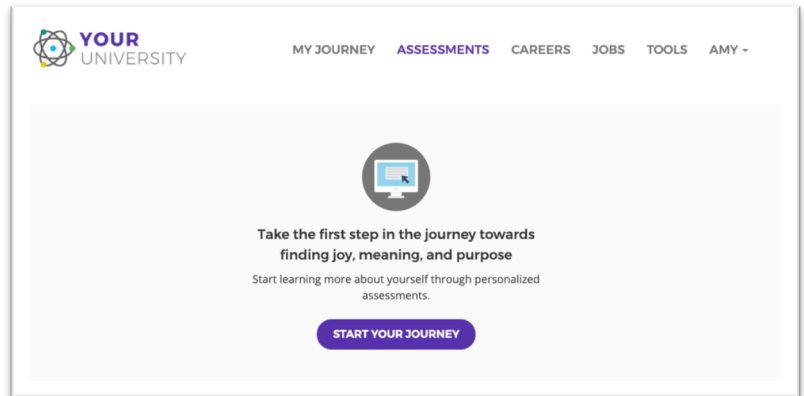 YOUR
UNIVERSITY
MY JOURNEY ASSESSMENTS CAREERS JOBS TOOLS AMY
Take the first step in the journey towards
finding joy, meaning, and purpose
Start learning more about yourself through personalized
assessments.
START YOUR JOURNEY